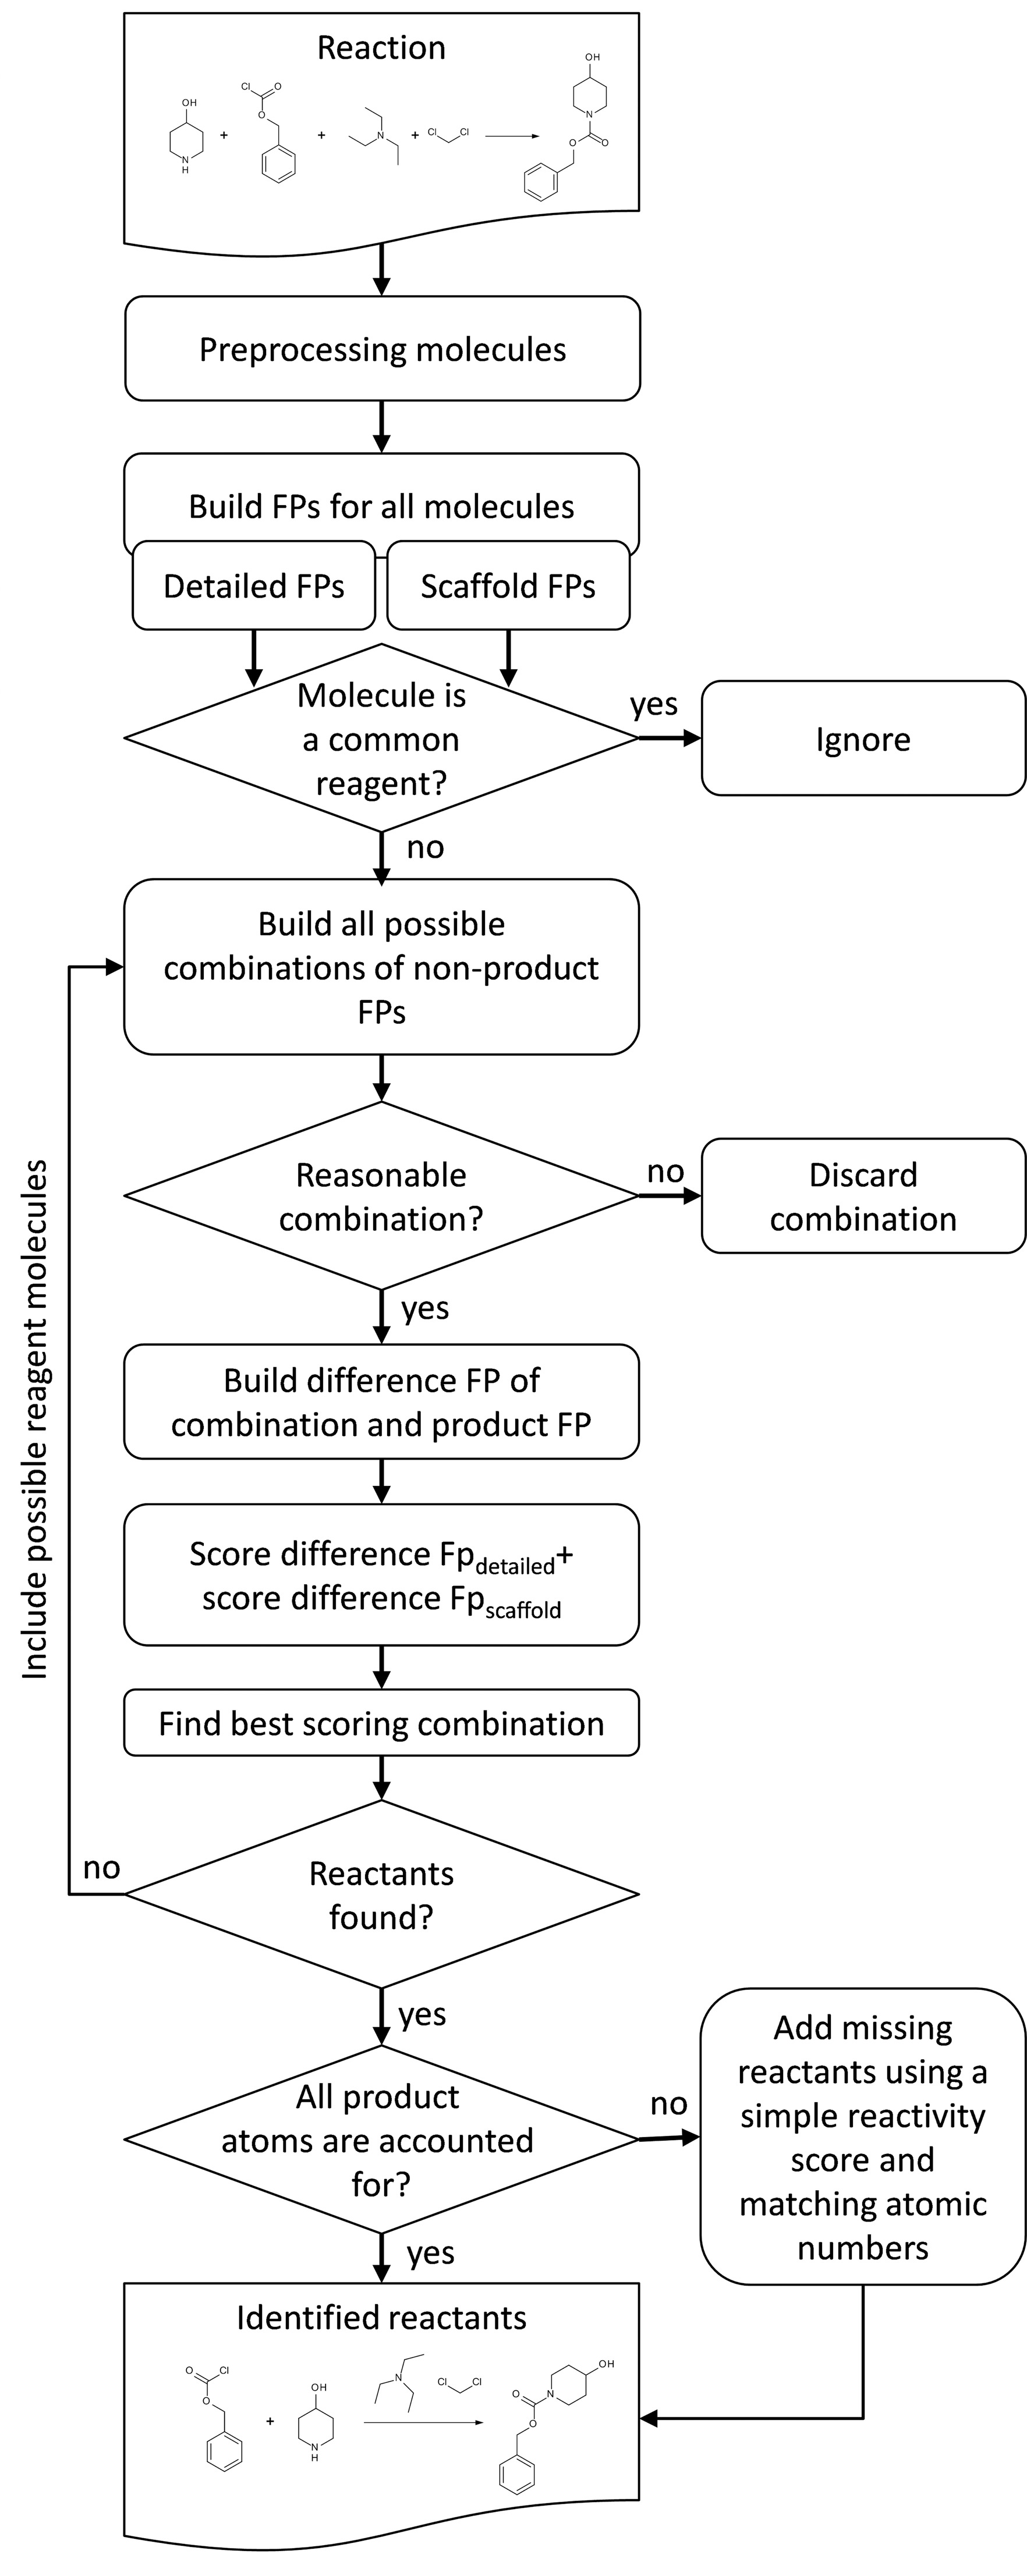 Reaction
OH
N
H
+
Cl
O
O
+
N
+
Cl
Cl
OH
N
O
O
Preprocessing molecules
Build FPs for all molecules
Detailed FPs
Scaffold FPs
Molecule is
a common
reagent?
yes
Ignore
no
Build all possible
combinations of non-product
FPs
Reasonable
combination?
no
Discard
combination
yes
Build difference FP of
combination and product FP
Score difference Fpdetailed+
score difference Fpscaffold
Find best scoring combination
Reactants
found?
no
Include possible reagent molecules
yes
All product
atoms are accounted
for?
no
Add missing
reactants using a
simple reactivity
score and
matching atomic
numbers
yes
Identified reactants
O
Cl
O
+
OH
N
H
N
Cl
Cl
OH
N
O
O